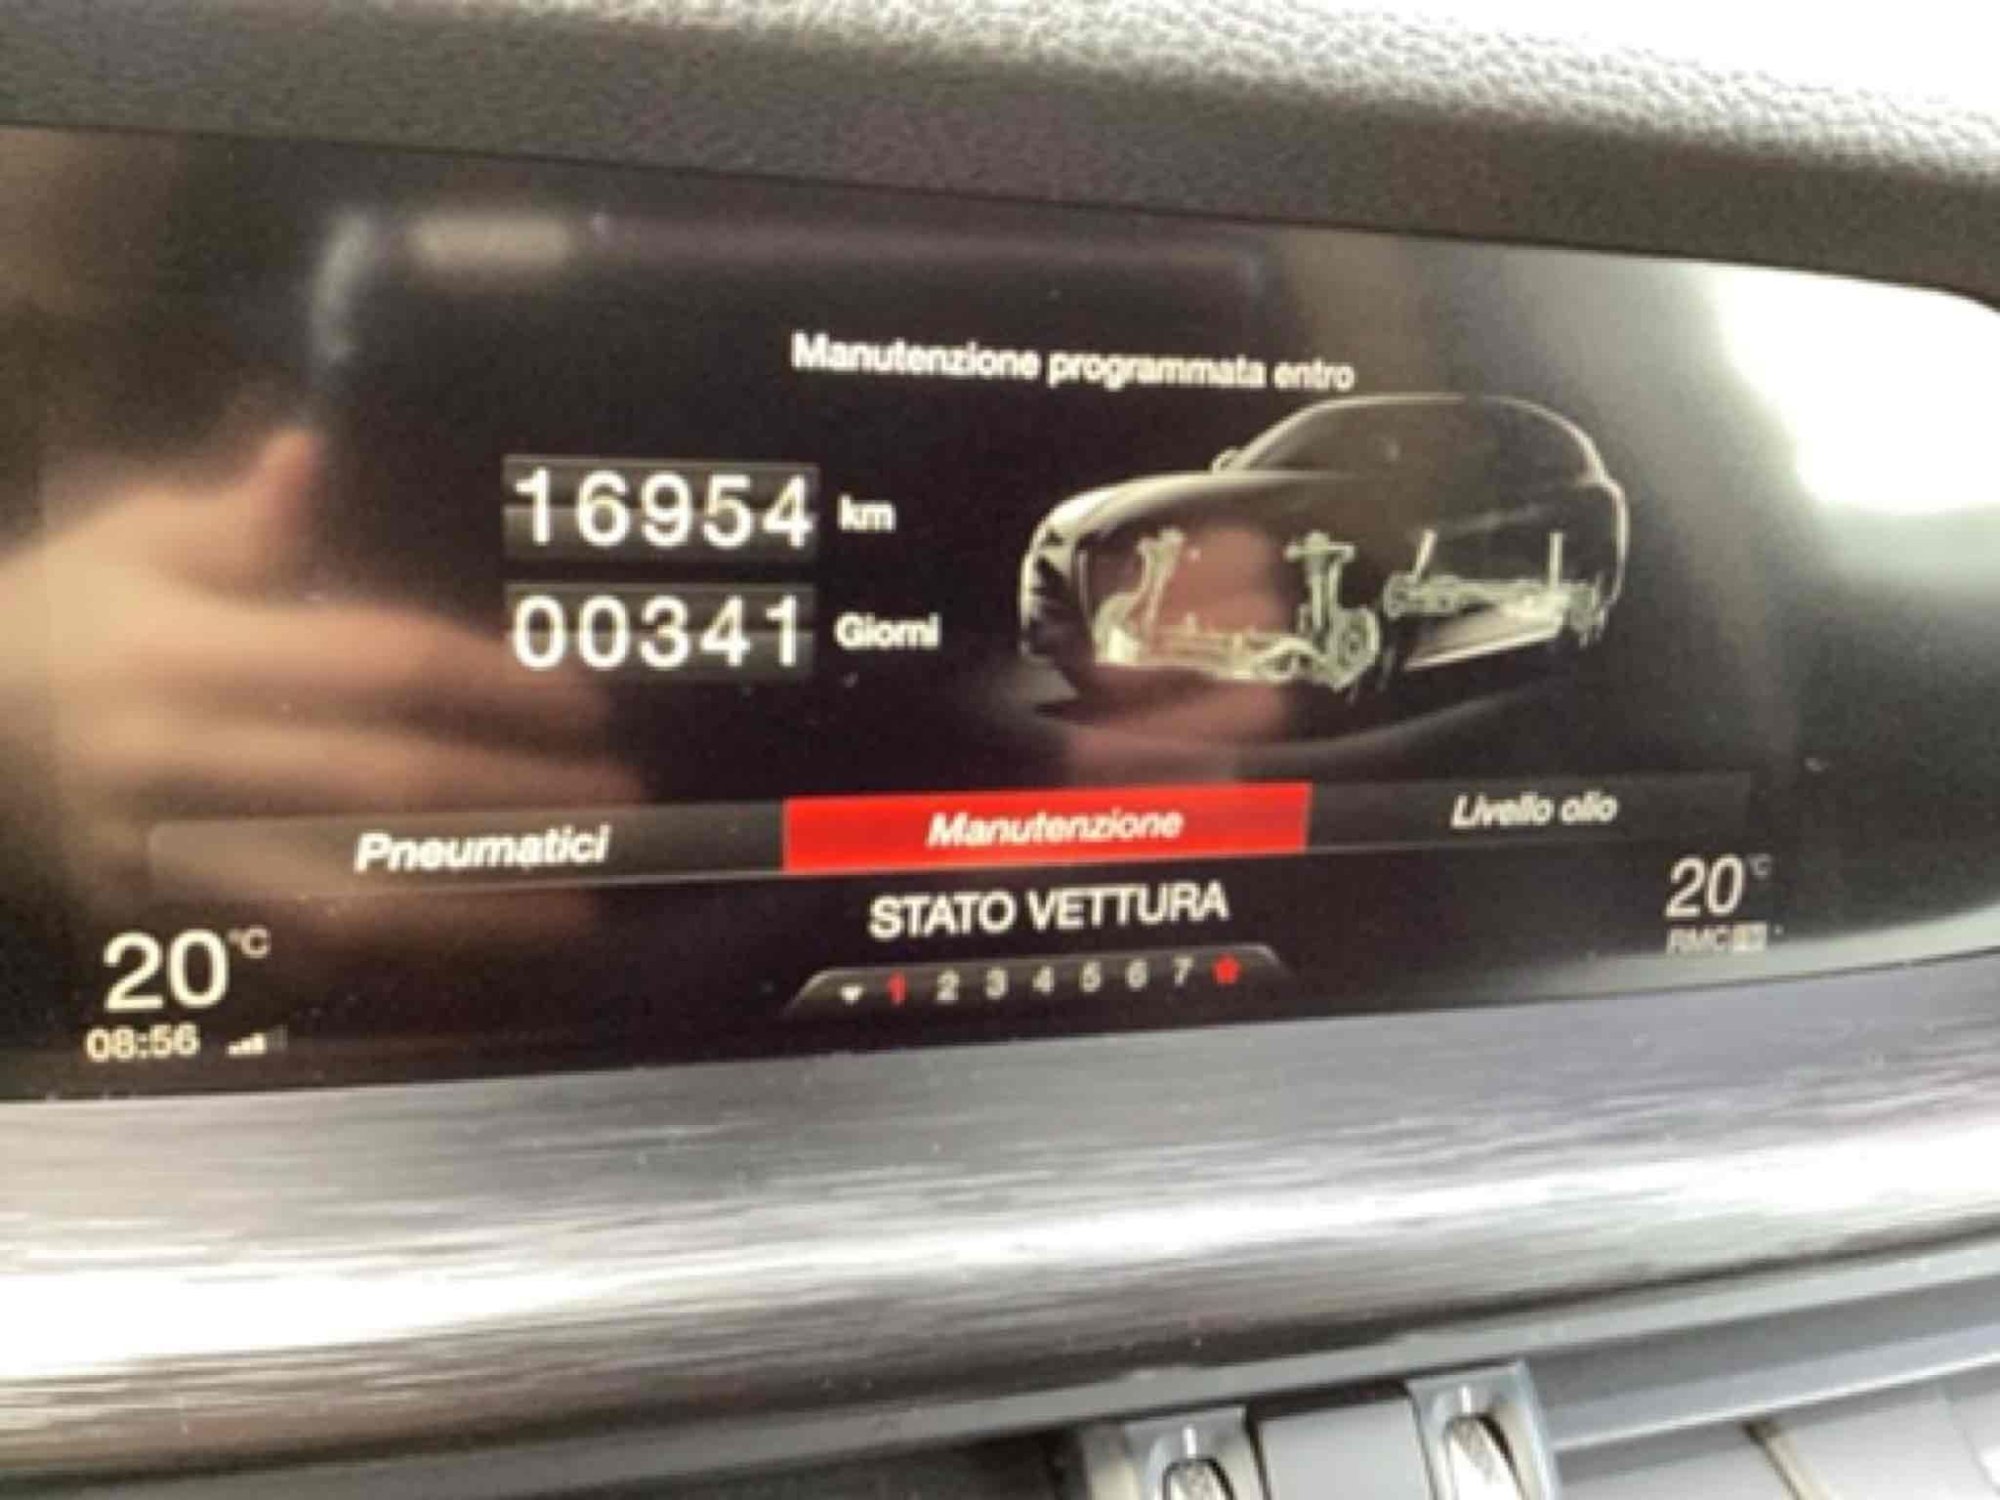 Manutenzione programmata entro
16954 km
00341 Giorni
Pneumatici Manutenzione Livello olio
STATO VETTURA
20°C
20°C
1 2 3 4 5 6 7
08:56